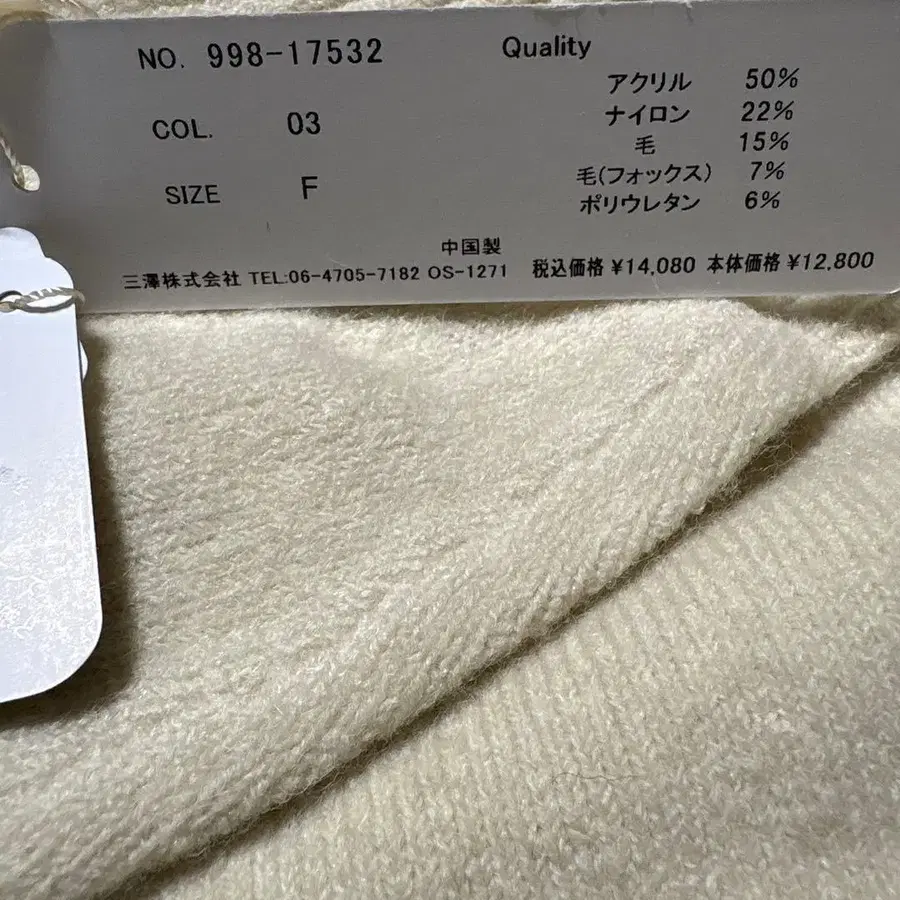 NO. 998-17532
COL. 03
SIZE F
Quality
アクリル 50%
ナイロン 22%
毛 15%
毛(フォックス) 7%
ポリウレタン 6%
中国製
三澤株式会社 TEL:06-4705-7182 OS-1271 税込価格 ¥14,080 本体価格 ¥12,800